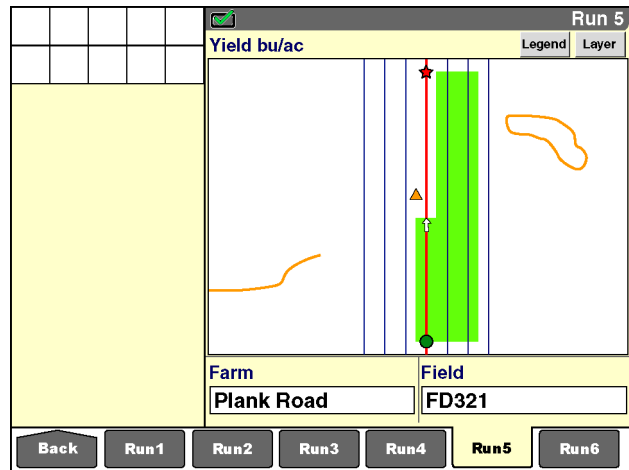 Run 5
Yield bu/ac
Legend
Layer
Farm
Field
Plank Road
FD321
Back
Run1
Run2
Run3
Run4
Run5
Run6